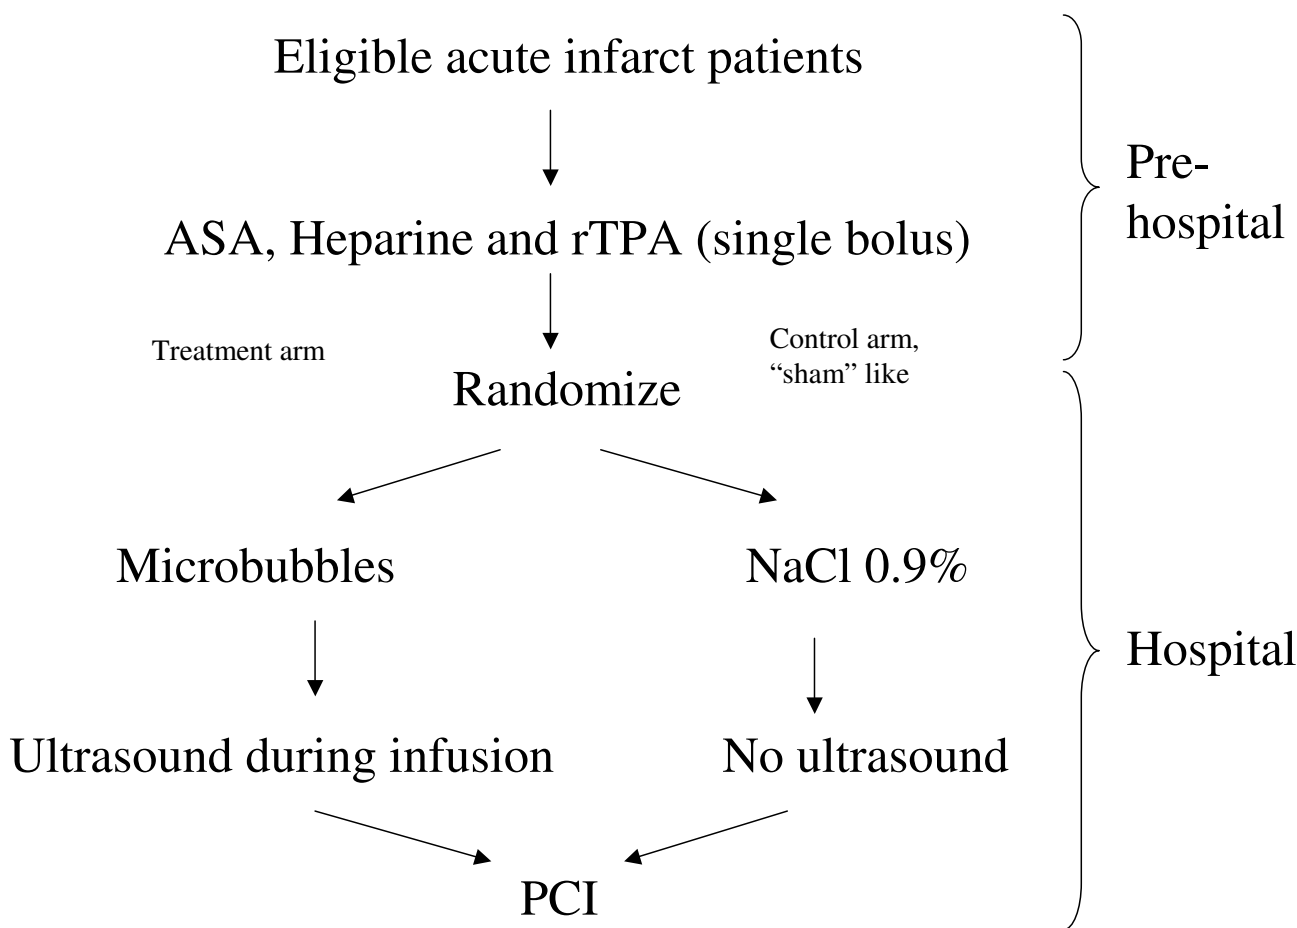 Eligible acute infarct patients
Pre-
hospital
ASA, Heparine and rTPA (single bolus)
Treatment arm
Control arm,
“sham” like
Randomize
Microbubbles
NaCl 0.9%
Hospital
Ultrasound during infusion
No ultrasound
PCI